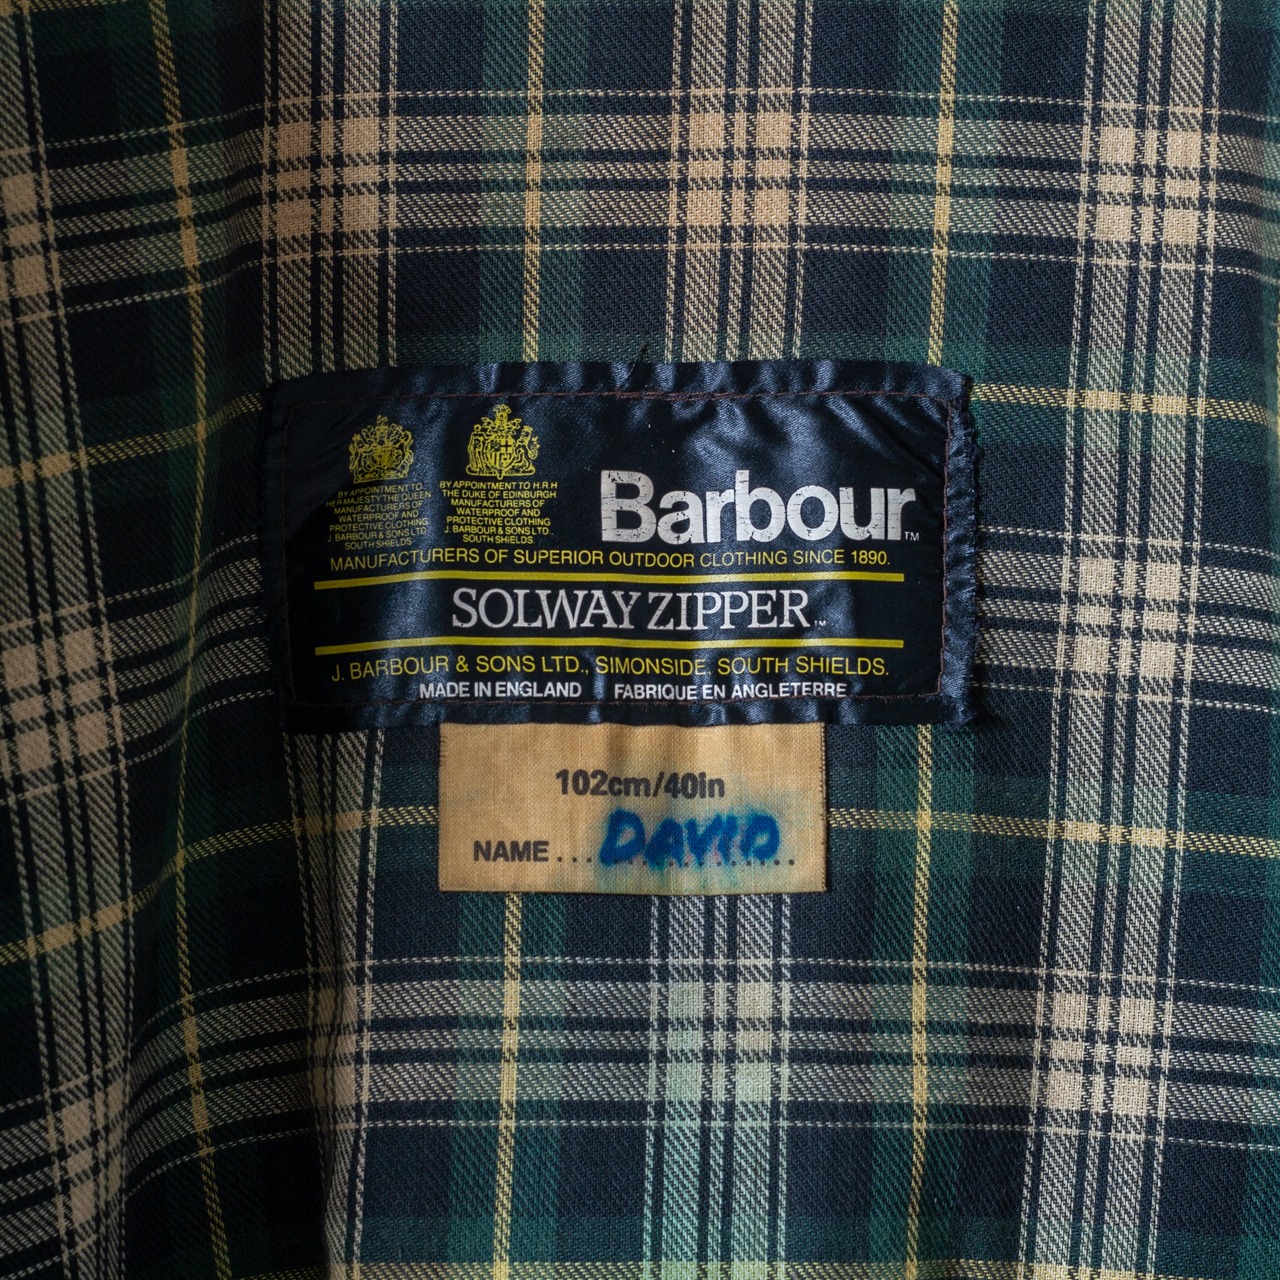 BY APPOINTMENT TO
HER MAJESTY THE QUEEN
MANUFACTURERS OF
WATERPROOF AND
PROTECTIVE CLOTHING
J. BARBOUR & SONS LTD
SOUTH SHIELDS
BY APPOINTMENT TO H.R.H
THE DUKE OF EDINBURGH
MANUFACTURERS OF
WATERPROOF AND
PROTECTIVE CLOTHING
J. BARBOUR & SONS LTD.
SOUTH SHIELDS
Barbour™
MANUFACTURERS OF SUPERIOR OUTDOOR CLOTHING SINCE 1890.
SOLWAY ZIPPER™
J. BARBOUR & SONS LTD., SIMONSIDE, SOUTH SHIELDS.
MADE IN ENGLAND FABRIQUE EN ANGLETERRE
102cm/40in
NAME... DAVID